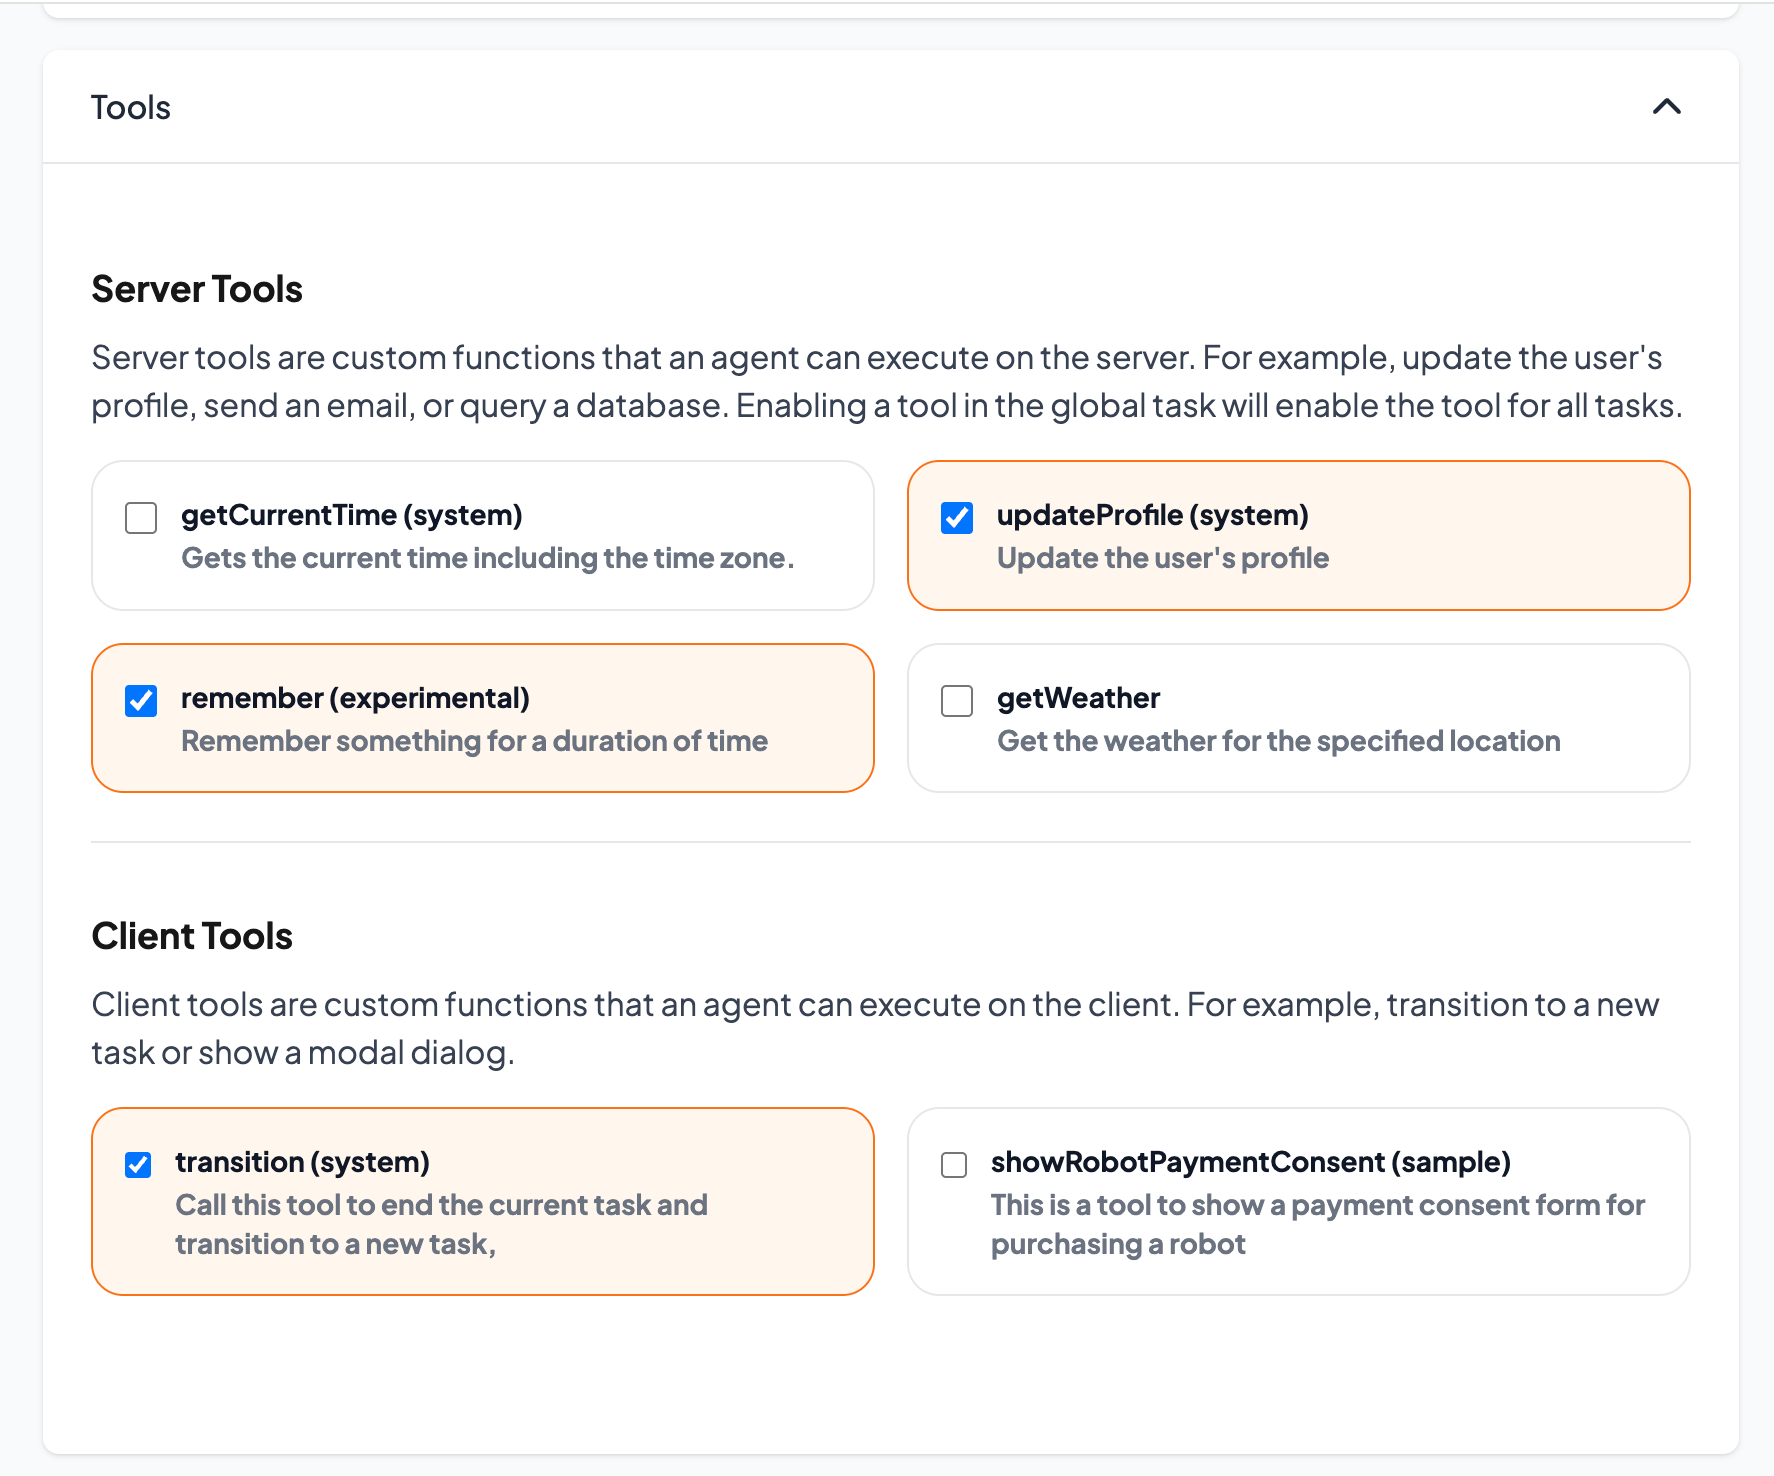 Tools
Server Tools
Server tools are custom functions that an agent can execute on the server. For example, update the user's
profile, send an email, or query a database. Enabling a tool in the global task will enable the tool for all tasks.
getCurrentTime (system)
Gets the current time including the time zone.
updateProfile (system)
Update the user's profile
remember (experimental)
Remember something for a duration of time
getWeather
Get the weather for the specified location
Client Tools
Client tools are custom functions that an agent can execute on the client. For example, transition to a new
task or show a modal dialog.
transition (system)
Call this tool to end the current task and
transition to a new task,
showRobotPaymentConsent (sample)
This is a tool to show a payment consent form for
purchasing a robot